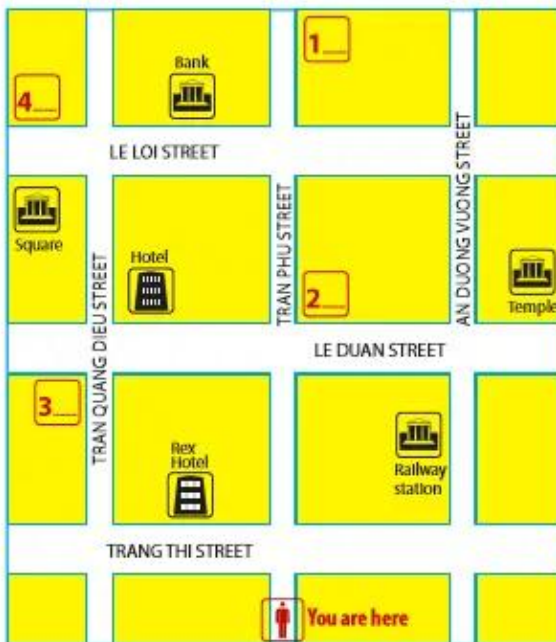 1
Bank
4
LE LOI STREET
Square
Hotel
2
Temple
TRAN QUANG DIEU STREET
TRAN PHU STREET
AN DUONG VUONG STREET
LE DUAN STREET
3
Rex
Hotel
Railway
station
TRANG THI STREET
You are here